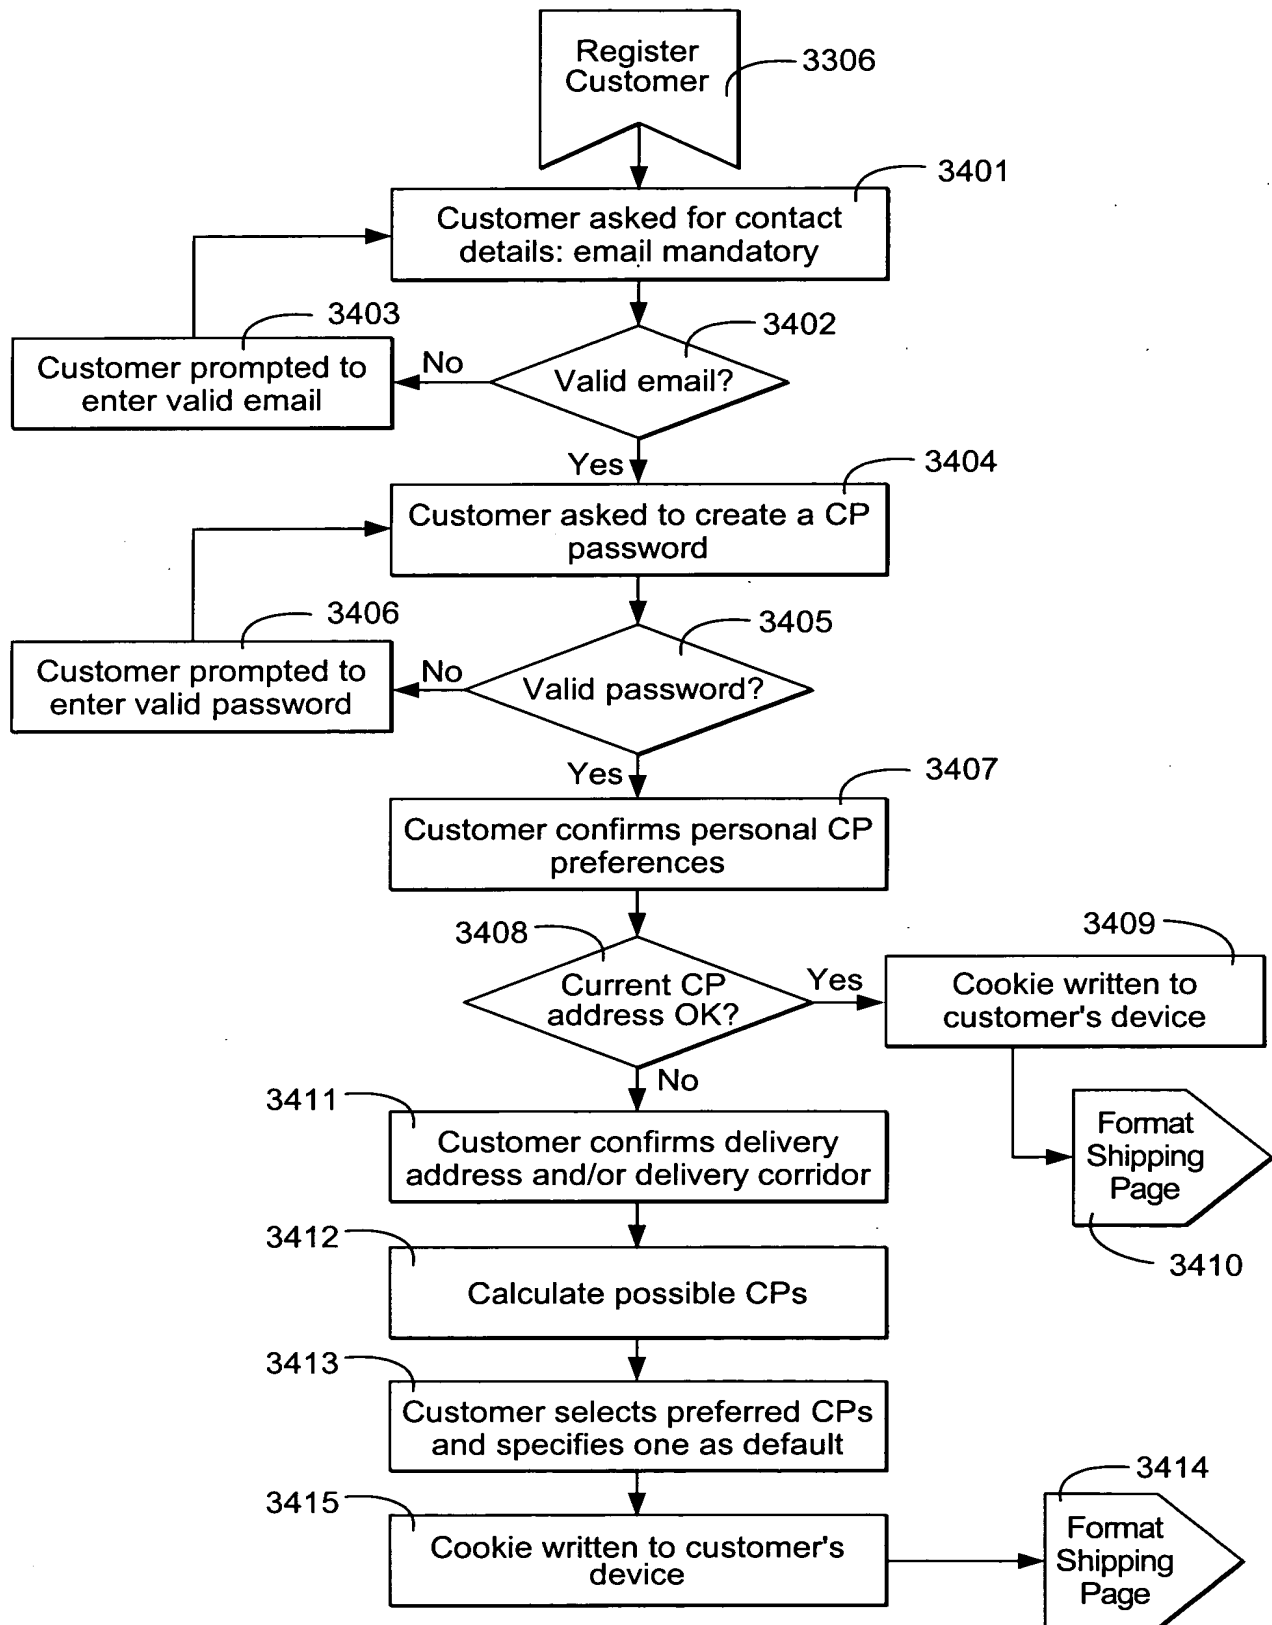 Register
Customer
3306
3401
Customer asked for contact
details: email mandatory
3403
3402
Customer prompted to
enter valid email
No
Valid email?
Yes
3404
Customer asked to create a CP
password
3406
3405
Customer prompted to
enter valid password
No
Valid password?
Yes
3407
Customer confirms personal CP
preferences
3408
3409
Current CP
address OK?
Yes
Cookie written to
customer's device
No
3411
Customer confirms delivery
address and/or delivery corridor
Format
Shipping
Page
3410
3412
Calculate possible CPs
3413
Customer selects preferred CPs
and specifies one as default
3414
3415
Cookie written to customer's
device
Format
Shipping
Page